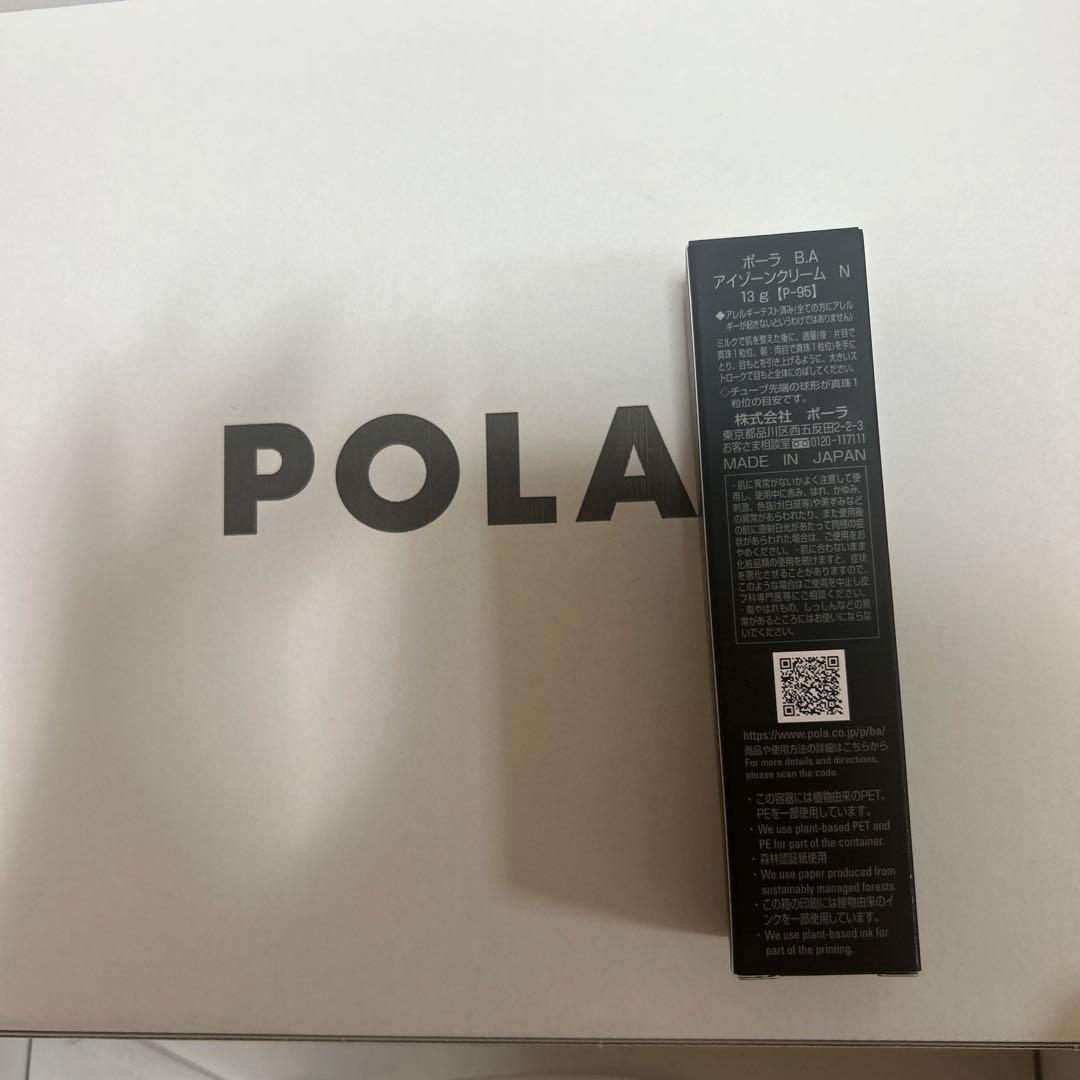 POLA
ポーラ B.A
アイゾーンクリーム N
13g【P-95】
◆アレルギーテスト済み(全ての方にアレル
ギーが起きないというわけではありません)
ミルクで肌を整えた後に、適量(夜:片目で
真珠1粒位、朝:両目で真珠1粒位)を手に
とり、目もとを引き上げるように、大きいス
トロークで目もと全体にのばしてください。
◇チューブ先端の球形が真珠1
粒位の目安です。
株式会社 ポーラ
東京都品川区西五反田2-2-3
お客さま相談室 0120-117111
MADE IN JAPAN
・肌に異常がないかよく注意して使
用し、使用中に赤み、はれ、かゆみ、
刺激、色抜け(白斑等)や黒ずみなど
の異常があらわれたり、また使用後
の肌に直射日光があたって同様の症
状があらわれた場合は、ご使用をお
やめください。・肌に合わないまま
化粧品類の使用を続けますと、症状
を悪化させることがありますので、
このような場合はご使用を中止し皮
フ科専門医等にご相談ください。
・傷やはれもの、しっしんなどの異
常があるところにはお使いにならな
いでください。
https://www.pola.co.jp/p/ba/
商品や使用方法の詳細はこちらから
For more details and directions,
please scan the code.
・この容器には植物由来のPET、
PEを一部使用しています。
・We use plant-based PET and
PE for part of the container.
・森林認証紙使用
・We use paper produced from
sustainably managed forests.
・この箱の印刷には植物由来のイ
ンクを一部使用しています。
・We use plant-based ink for
part of the printing.